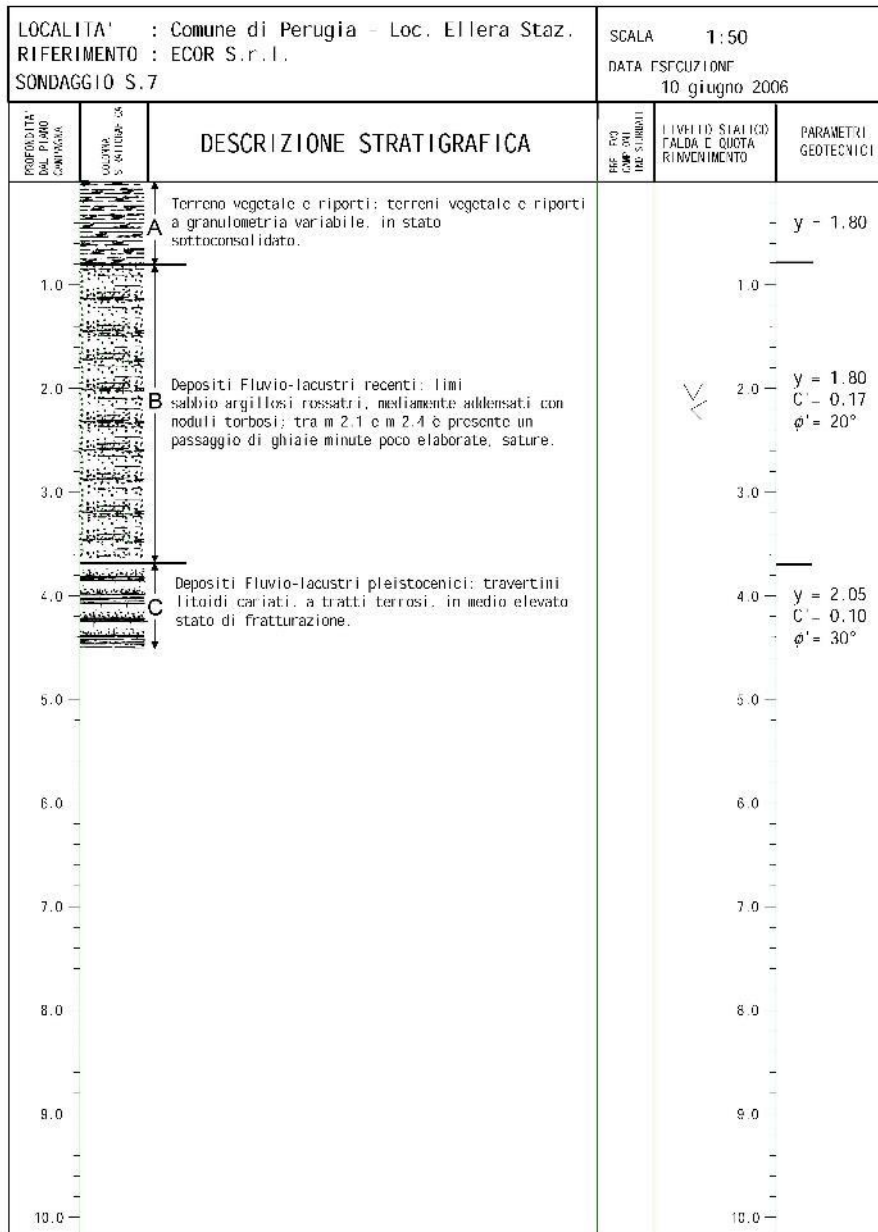 LOCALITA' : Comune di Perugia - Loc. Ellera Staz.
RIFERIMENTO : ECOR S.r.l.
SONDAGGIO S.7
SCALA 1:50
DATA ESECUZIONE
10 giugno 2006
PROFONDITA'
DAL PIANO
CAMPAGNA
COLONNA
DESCRIZIONE STRATIGRAFICA
CAMPIONI
LIVELLO STATICO
FALDA E QUOTA
RINVENIMENTO
PARAMETRI
GEOTECNICI
A
Terreno vegetale e riporti: terreni vegetale e riporti
a granulometria variabile, in stato
sottoconsolidato.
y = 1.80
1.0
1.0
B
Depositi Fluvio-lacustri recenti: limi
sabbio argillosi rossatri, mediamente addensati con
noduli torbosi; tra m 2.1 e m 2.4 è presente un
passaggio di ghiaie minute poco elaborate, sature.
2.0
2.0
y = 1.80
C' = 0.17
ϕ' = 20°
3.0
3.0
C
Depositi Fluvio-lacustri pleistocenici: travertini
litoidi cariati, a tratti terrosi, in medio elevato
stato di fratturazione.
4.0
4.0
y = 2.05
C' = 0.10
ϕ' = 30°
5.0
5.0
6.0
6.0
7.0
7.0
8.0
8.0
9.0
9.0
10.0
10.0